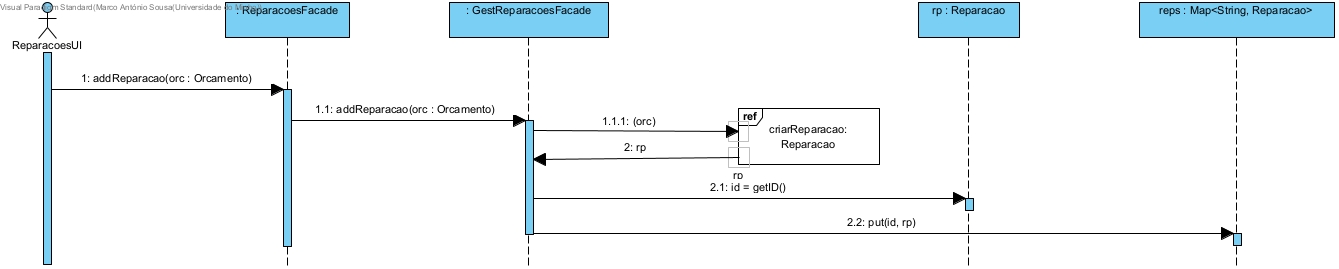 Visual Paradigm Standard(Marco António Sousa(Universidade do Minho))
: ReparacoesFacade
: GestReparacoesFacade
rp : Reparacao
reps : Map<String, Reparacao>
ReparacoesUI
1: addReparacao(orc : Orcamento)
1.1: addReparacao(orc : Orcamento)
ref
1.1.1: (orc)
criarReparacao:
Reparacao
2: rp
rp
2.1: id = getID()
2.2: put(id, rp)